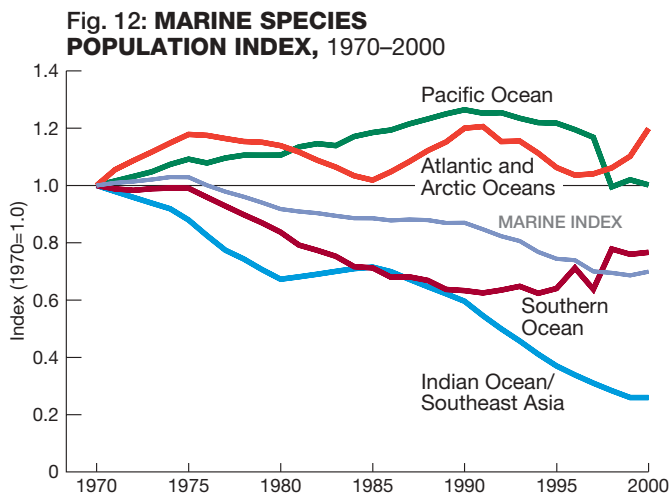 Fig. 12: MARINE SPECIES
POPULATION INDEX, 1970–2000
Index (1970=1.0)
1.4
1.2
1.0
0.8
0.6
0.4
0.2
0
Pacific Ocean
Atlantic and
Arctic Oceans
MARINE INDEX
Southern
Ocean
Indian Ocean/
Southeast Asia
1970 1975 1980 1985 1990 1995 2000